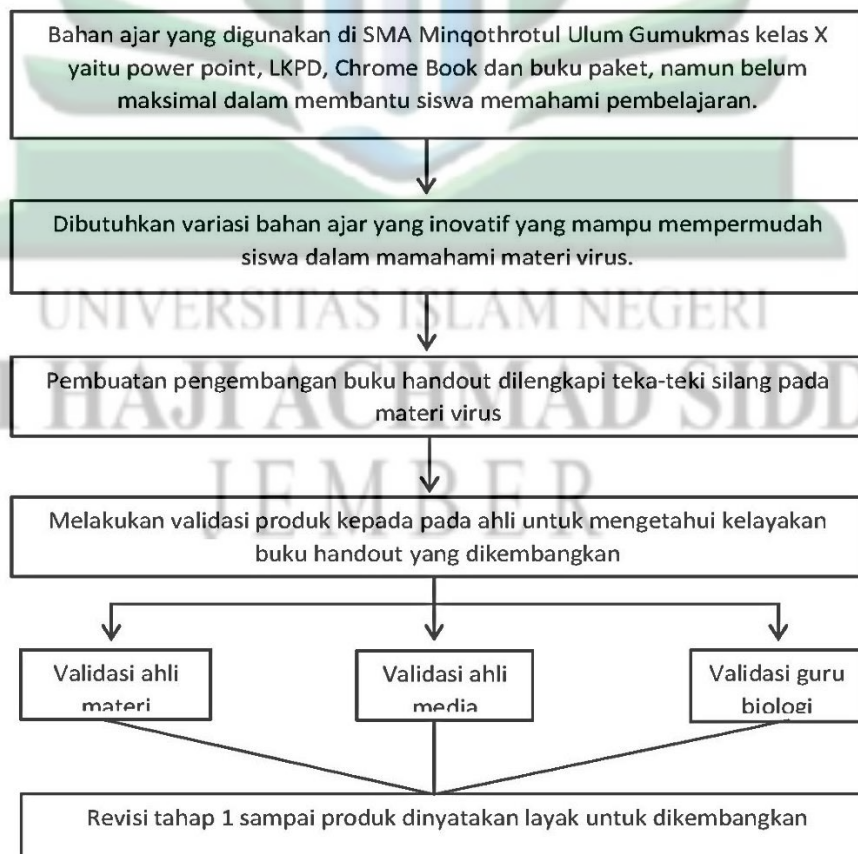 Bahan ajar yang digunakan di SMA Minqothrotul Ulum Gumukmas kelas X
yaitu power point, LKPD, Chrome Book dan buku paket, namun belum
maksimal dalam membantu siswa memahami pembelajaran.
Dibutuhkan variasi bahan ajar yang inovatif yang mampu mempermudah
siswa dalam mamahami materi virus.
UNIVERSITAS ISLAM NEGERI
Pembuatan pengembangan buku handout dilengkapi teka-teki silang pada
materi virus
I HAJI ACHMAD SIDD
JEMBER
Melakukan validasi produk kepada pada ahli untuk mengetahui kelayakan
buku handout yang dikembangkan
Validasi ahli
materi
Validasi ahli
media
Validasi guru
biologi
Revisi tahap 1 sampai produk dinyatakan layak untuk dikembangkan